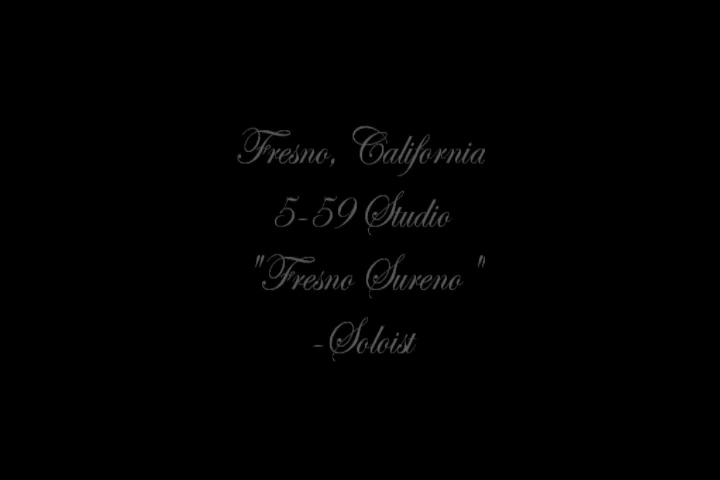 Fresno, California
5-59 Studio
"Fresno Sureno "
-Soloist